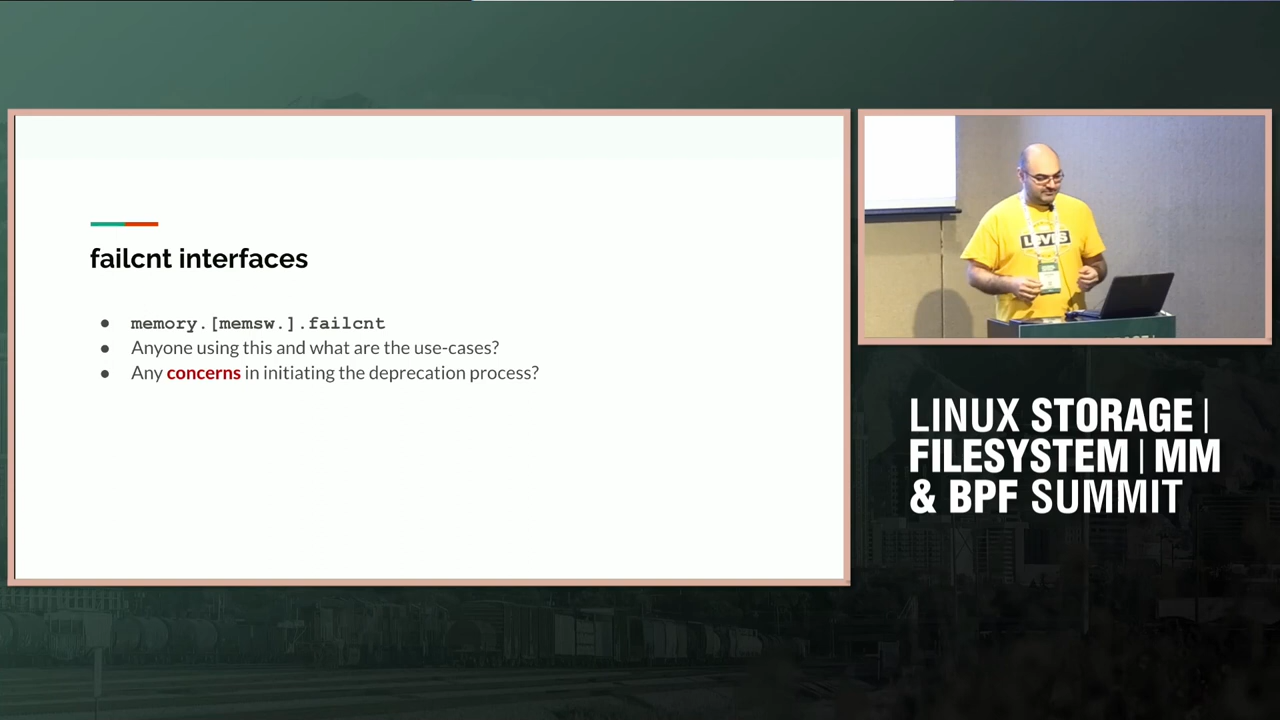 failcnt interfaces
memory.[memsw.].failcnt
Anyone using this and what are the use-cases?
Any concerns in initiating the deprecation process?
LEVI'S
LINUX STORAGE |
FILESYSTEM | MM
& BPF SUMMIT